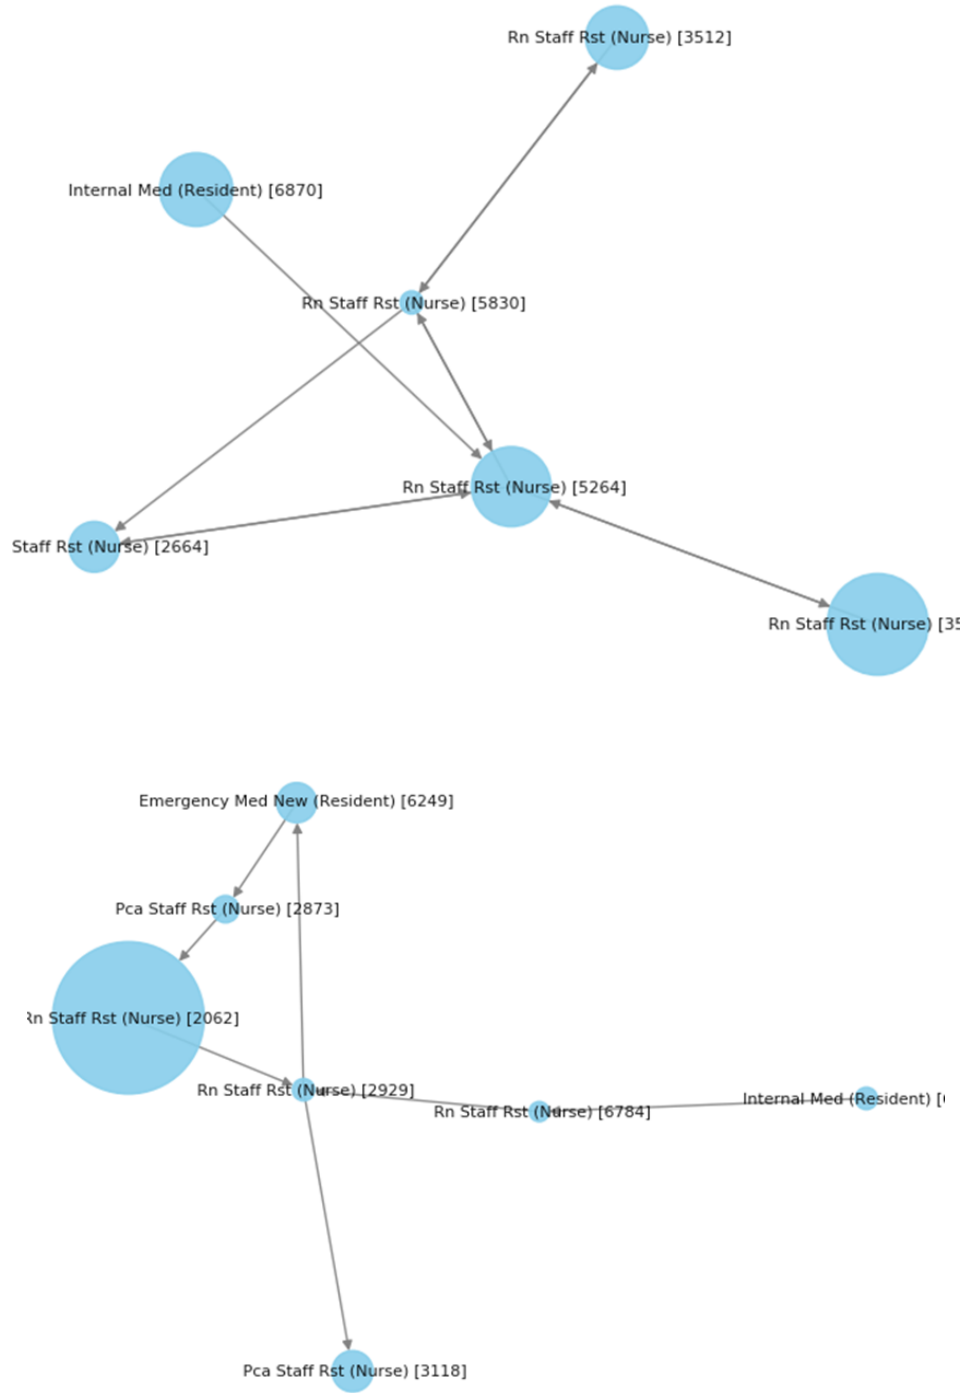 Rn Staff Rst (Nurse) [3512]
Internal Med (Resident) [6870]
Rn Staff Rst (Nurse) [5830]
Rn Staff Rst (Nurse) [5264]
Staff Rst (Nurse) [2664]
Rn Staff Rst (Nurse) [35
Emergency Med New (Resident) [6249]
Pca Staff Rst (Nurse) [2873]
Rn Staff Rst (Nurse) [2062]
Rn Staff Rst (Nurse) [2929]
Internal Med (Resident) [
Rn Staff Rst (Nurse) [6784]
Pca Staff Rst (Nurse) [3118]